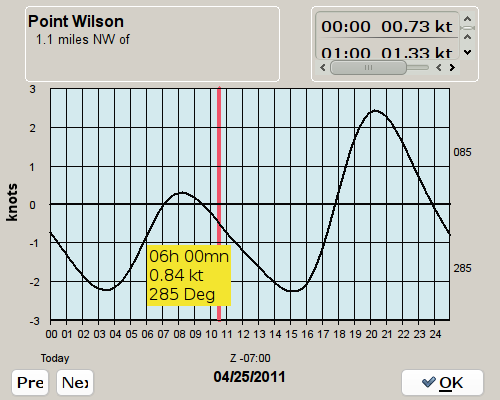 Point Wilson
1.1 miles NW of
00:00 00.73 kt
01:00 01.33 kt
3
2
1
0
-1
-2
-3
knots
085
285
06h 00mn
0.84 kt
285 Deg
00 01 02 03 04 05 06 07 08 09 10 11 12 13 14 15 16 17 18 19 20 21 22 23 24
Today
Z -07:00
04/25/2011
Pre
Ne
OK